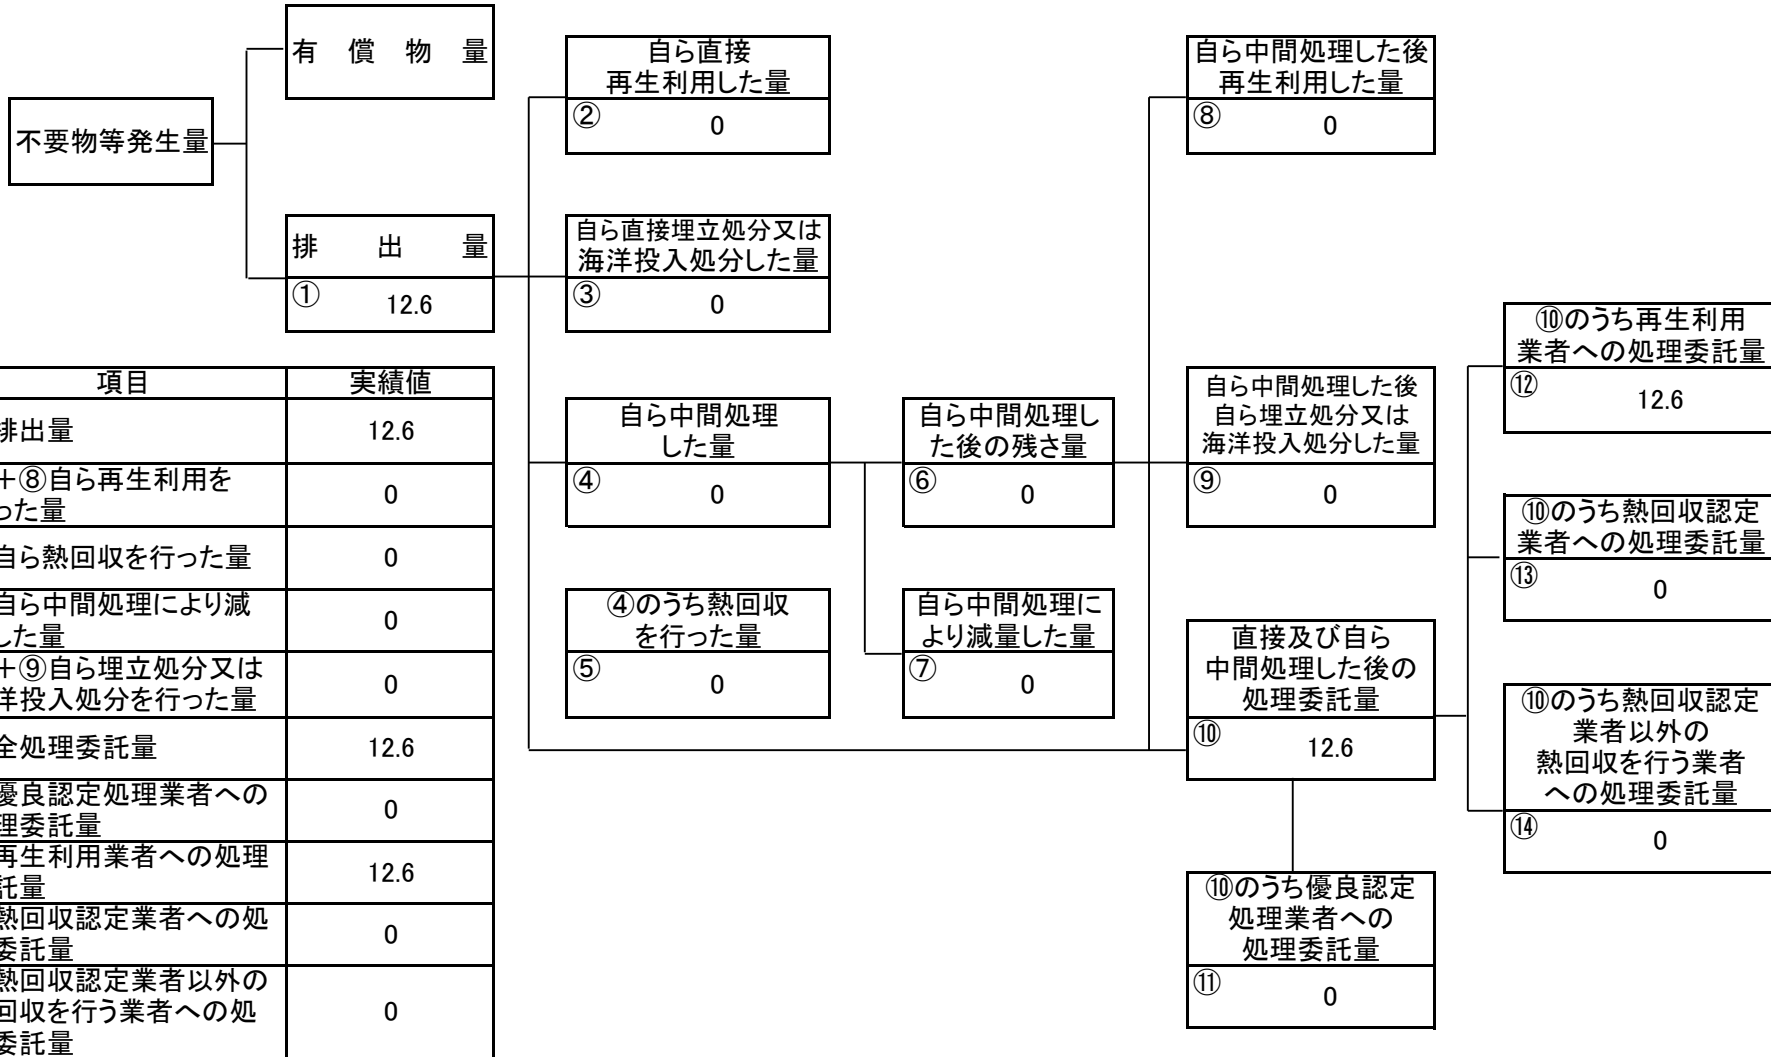 有償物量
不要物等発生量
排出量
① 12.6
自ら直接
再生利用した量
② 0
自ら直接埋立処分又は
海洋投入処分した量
③ 0
自ら中間処理
した量
④ 0
④のうち熱回収
を行った量
⑤ 0
自ら中間処理し
た後の残さ量
⑥ 0
自ら中間処理に
より減量した量
⑦ 0
自ら中間処理した後
再生利用した量
⑧ 0
自ら中間処理した後
自ら埋立処分又は
海洋投入処分した量
⑨ 0
直接及び自ら
中間処理した後の
処理委託量
⑩ 12.6
⑩のうち優良認定
処理業者への
処理委託量
⑪ 0
⑩のうち再生利用
業者への処理委託量
⑫ 12.6
⑩のうち熱回収認定
業者への処理委託量
⑬ 0
⑩のうち熱回収認定
業者以外の
熱回収を行う業者
への処理委託量
⑭ 0
項目 実績値
排出量 12.6
+⑧自ら再生利用を
った量 0
自ら熱回収を行った量 0
自ら中間処理により減
した量 0
+⑨自ら埋立処分又は
洋投入処分を行った量 0
全処理委託量 12.6
優良認定処理業者への
理委託量 0
再生利用業者への処理
託量 12.6
熱回収認定業者への処
委託量 0
熱回収認定業者以外の
回収を行う業者への処
委託量 0